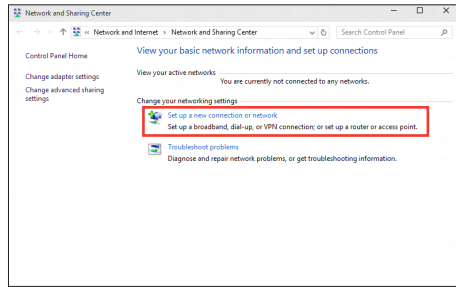 Network and Sharing Center
« Network and Internet › Network and Sharing Center
Search Control Panel
Control Panel Home
Change adapter settings
Change advanced sharing
settings
View your basic network information and set up connections
View your active networks
You are currently not connected to any networks.
Change your networking settings
Set up a new connection or network
Set up a broadband, dial-up, or VPN connection; or set up a router or access point.
Troubleshoot problems
Diagnose and repair network problems, or get troubleshooting information.